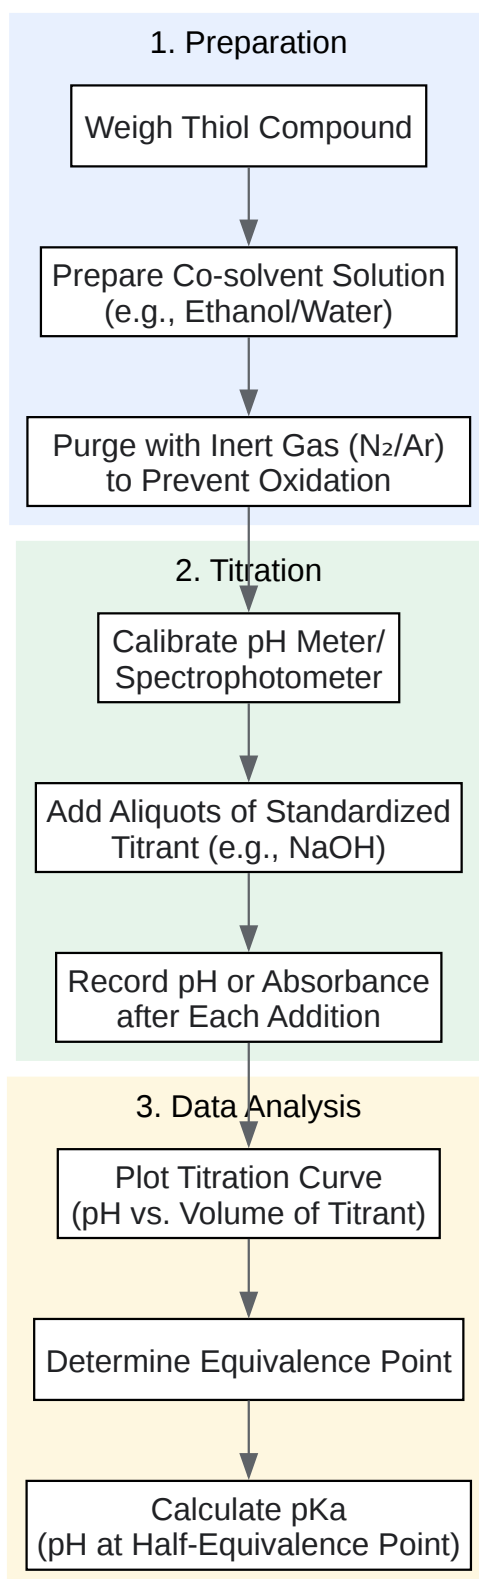 1. Preparation
Weigh Thiol Compound
Prepare Co-solvent Solution
(e.g., Ethanol/Water)
Purge with Inert Gas (N₂/Ar)
to Prevent Oxidation
2. Titration
Calibrate pH Meter/
Spectrophotometer
Add Aliquots of Standardized
Titrant (e.g., NaOH)
Record pH or Absorbance
after Each Addition
3. Data Analysis
Plot Titration Curve
(pH vs. Volume of Titrant)
Determine Equivalence Point
Calculate pKa
(pH at Half-Equivalence Point)